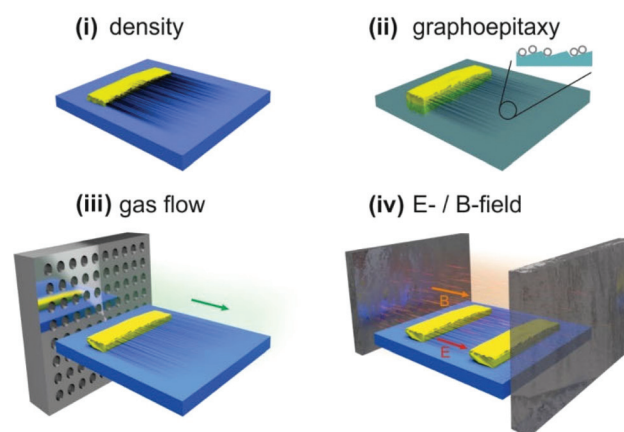 (i) density
(ii) graphoepitaxy
(iii) gas flow
(iv) E- / B-field
B
E